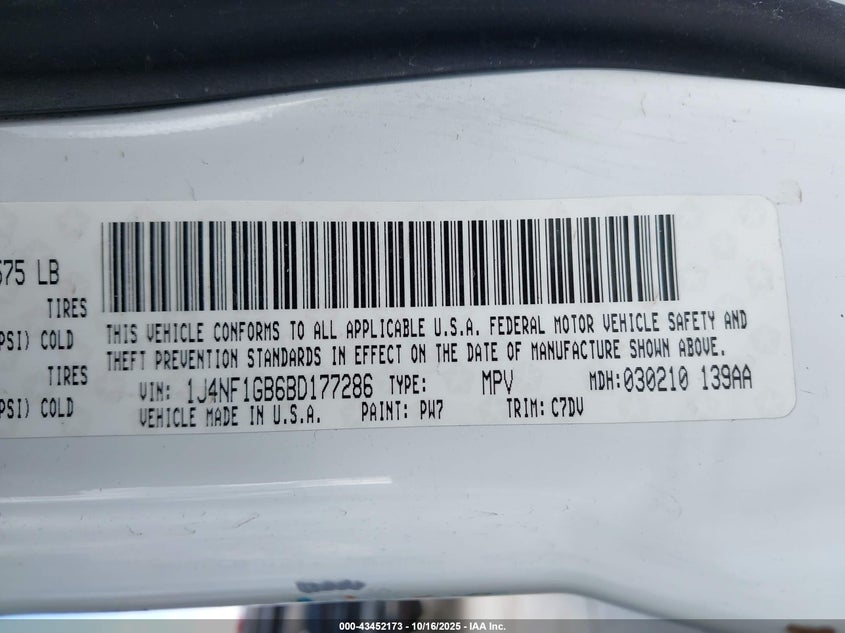 575 LB
TIRES
PSI) COLD
TIRES
PSI) COLD
THIS VEHICLE CONFORMS TO ALL APPLICABLE U.S.A. FEDERAL MOTOR VEHICLE SAFETY AND
THEFT PREVENTION STANDARDS IN EFFECT ON THE DATE OF MANUFACTURE SHOWN ABOVE.
VIN: 1J4NF1GB6BD177286 TYPE: MPV MDH:030210 139AA
VEHICLE MADE IN U.S.A. PAINT: PW7 TRIM: C7DV
000-43452173 - 10/16/2025 - IAA Inc.